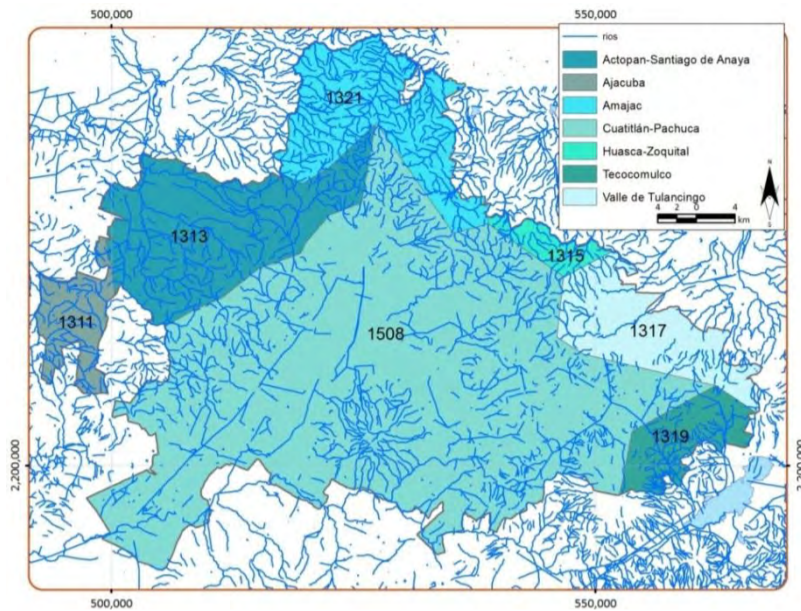 500,000
550,000
rios
Actopan-Santiago de Anaya
Ajacuba
Amajac
Cuatitlán-Pachuca
Huasca-Zoquital
Tecocomulco
Valle de Tulancingo
N
S
4 2 0 4
km
1321
1313
1315
1311
1508
1317
1319
2,200,000
2,200,000
500,000
550,000